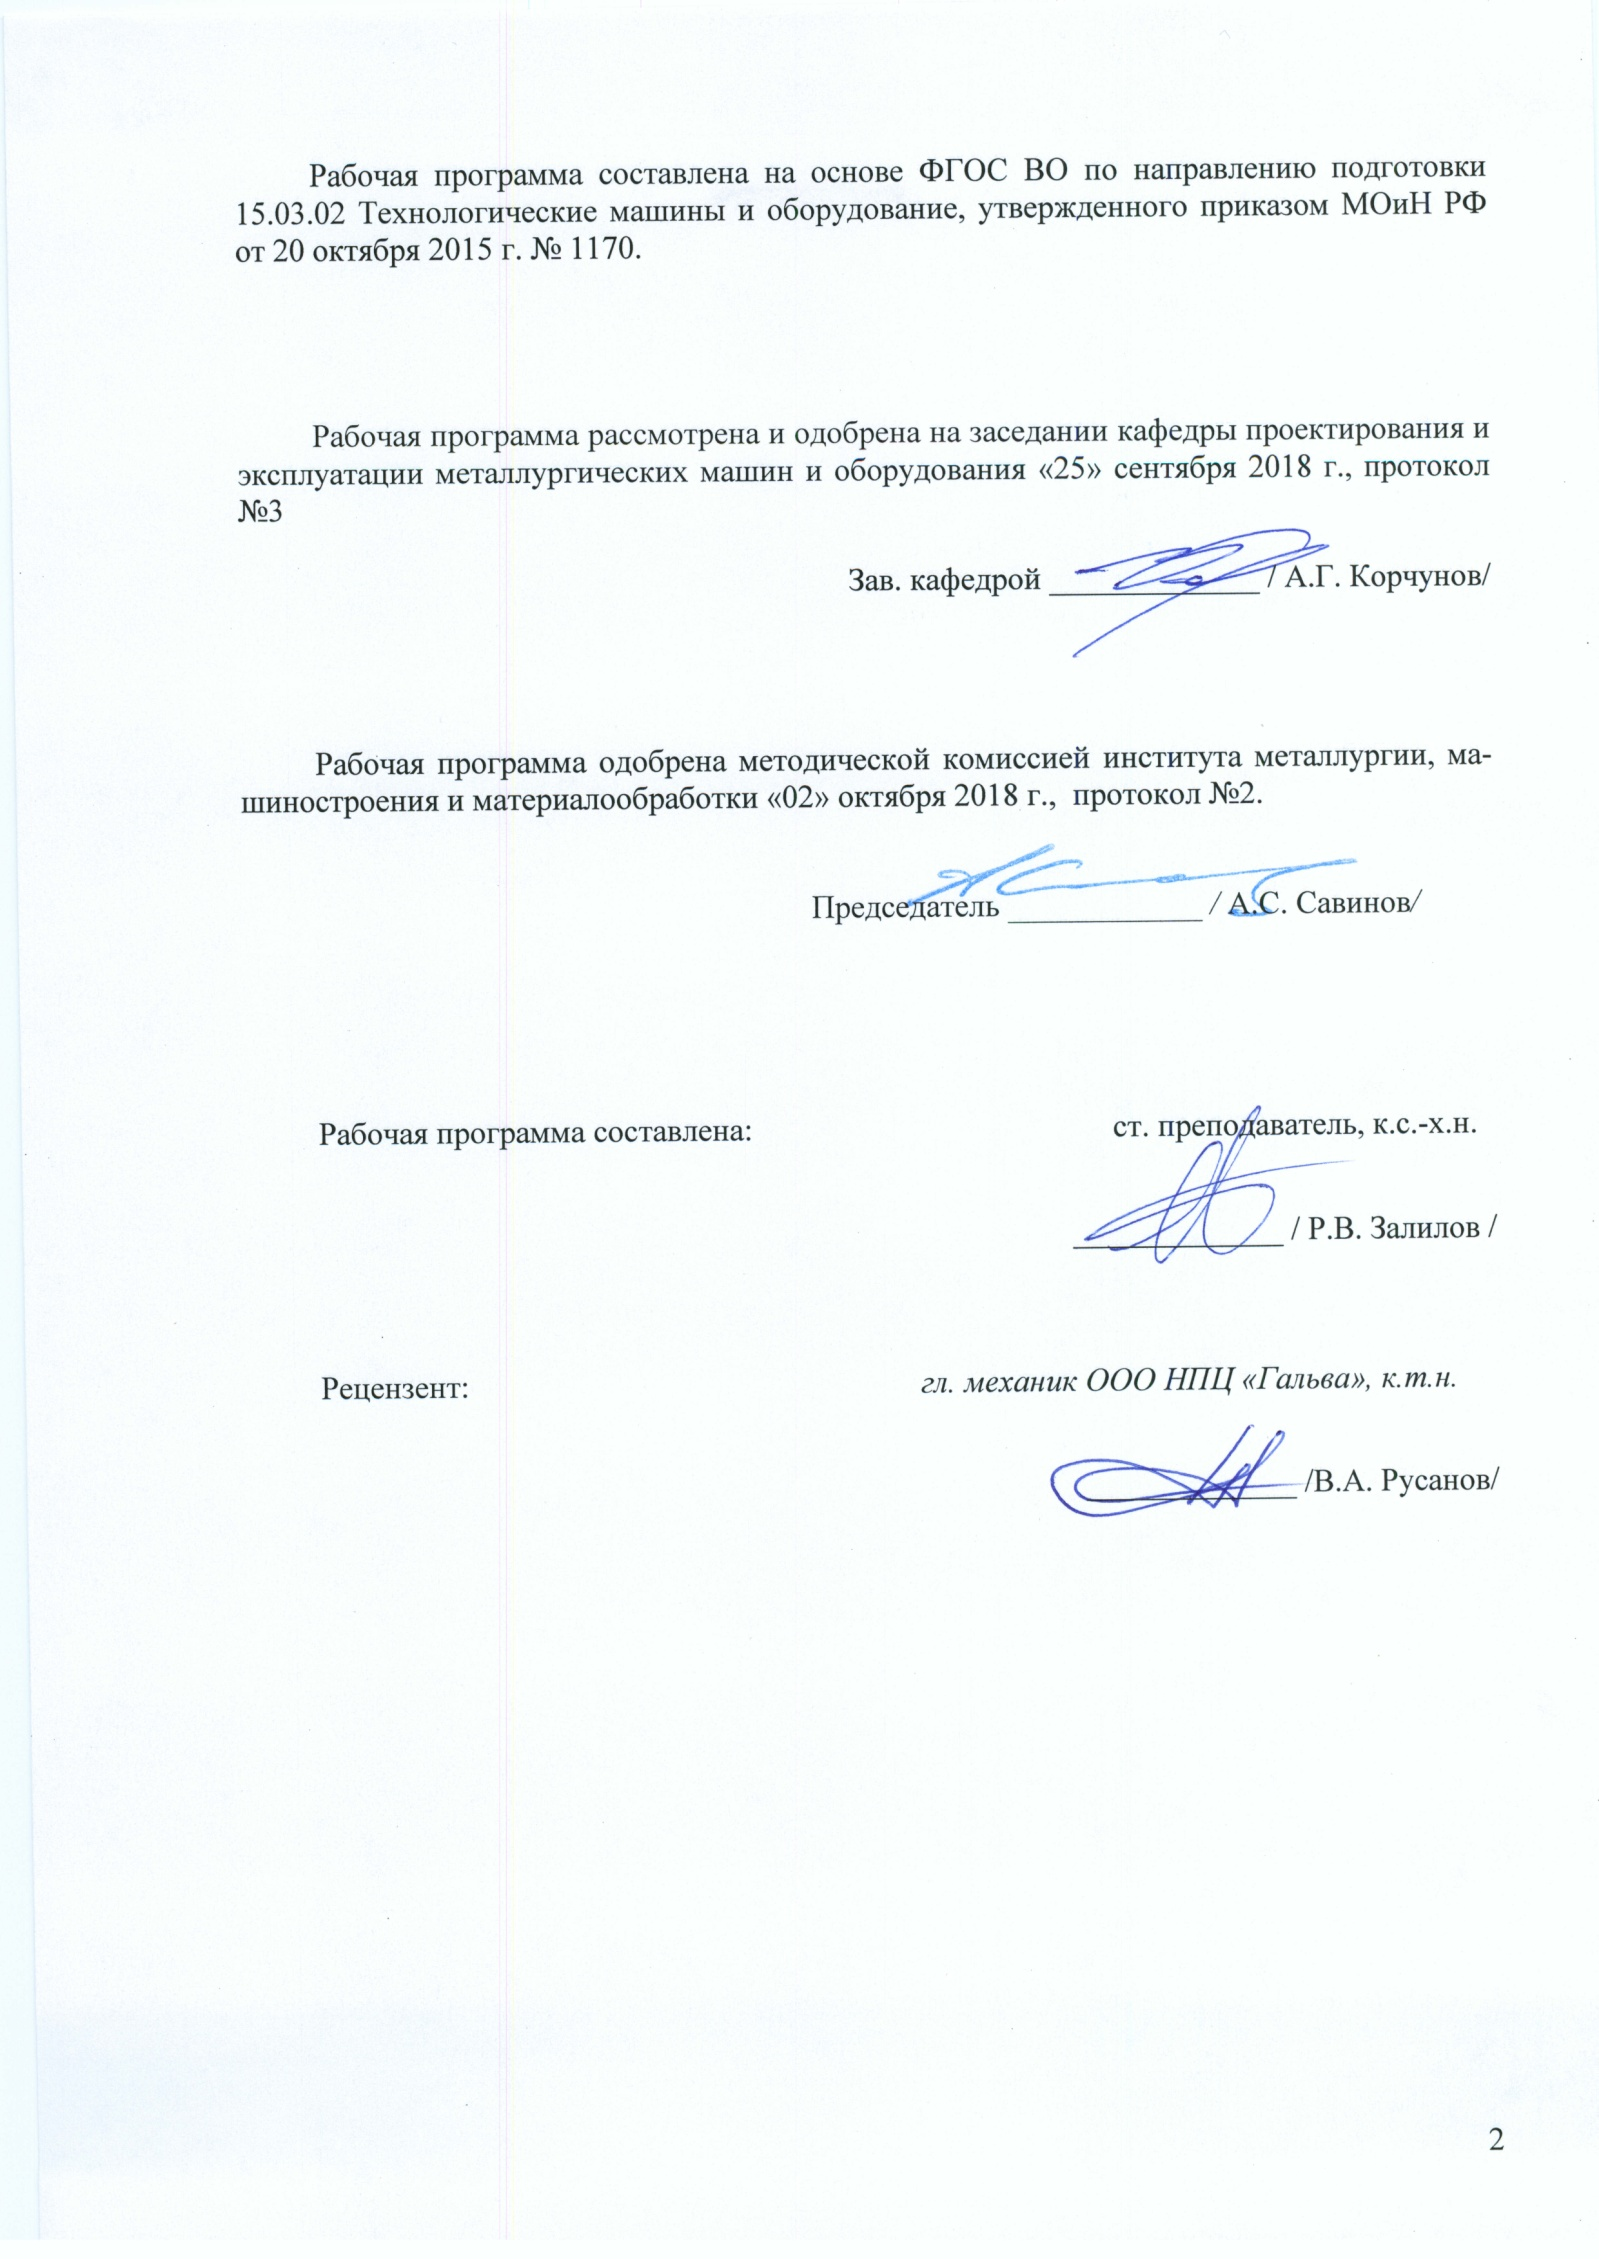 Рабочая программа составлена на основе ФГОС ВО по направлению подготовки
15.03.02 Технологические машины и оборудование, утвержденного приказом МОиН РФ
от 20 октября 2015 г. № 1170.
Рабочая программа рассмотрена и одобрена на заседании кафедры проектирования и
эксплуатации металлургических машин и оборудования «25» сентября 2018 г., протокол
№3
Зав. кафедрой _____________ / А.Г. Корчунов/
Рабочая программа одобрена методической комиссией института металлургии, ма-
шиностроения и материалообработки «02» октября 2018 г., протокол №2.
Председатель ____________ / А.С. Савинов/
Рабочая программа составлена: ст. преподаватель, к.с.-х.н.
_____________ / Р.В. Залилов /
Рецензент: гл. механик ООО НПЦ «Гальва», к.т.н.
_____________ /В.А. Русанов/
2